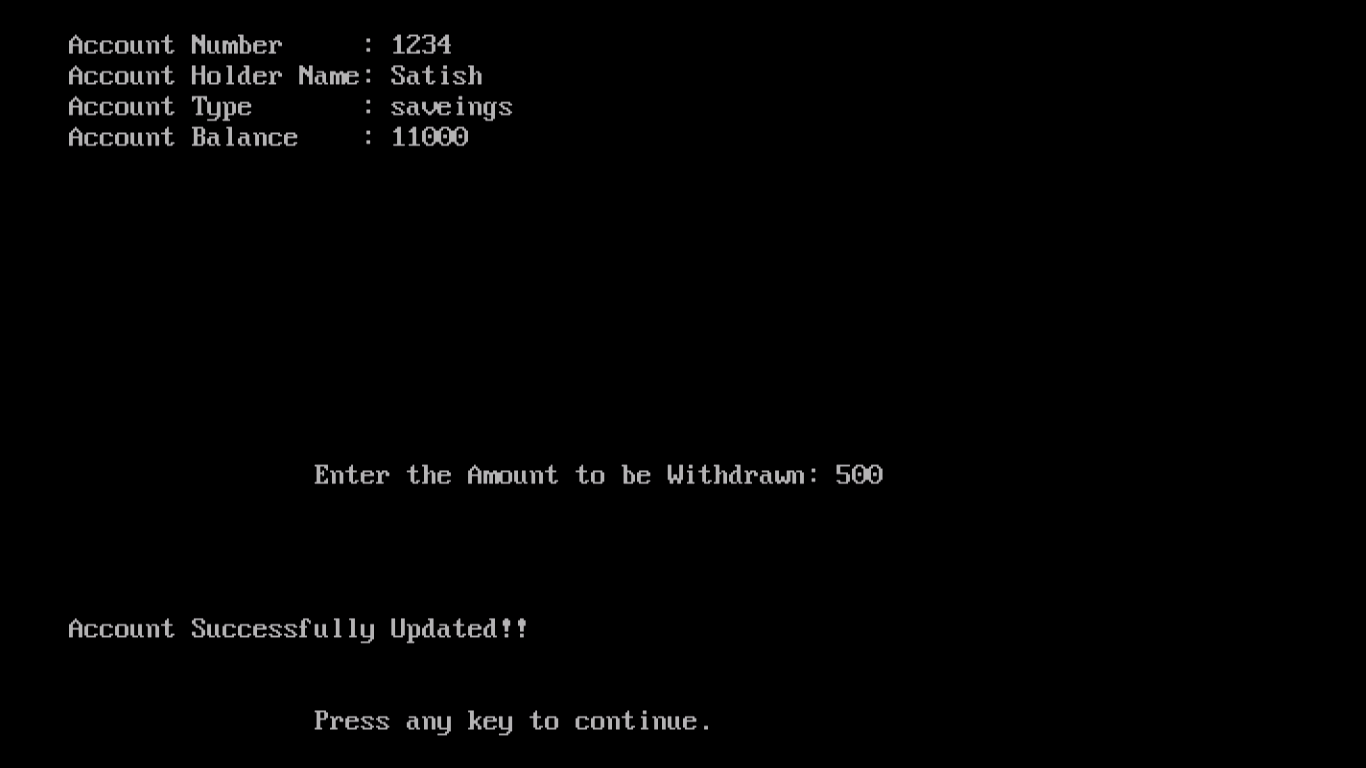 Account Number     : 1234
Account Holder Name: Satish
Account Type       : saveings
Account Balance    : 11000
Enter the Amount to be Withdrawn: 500
Account Successfully Updated!!
Press any key to continue.